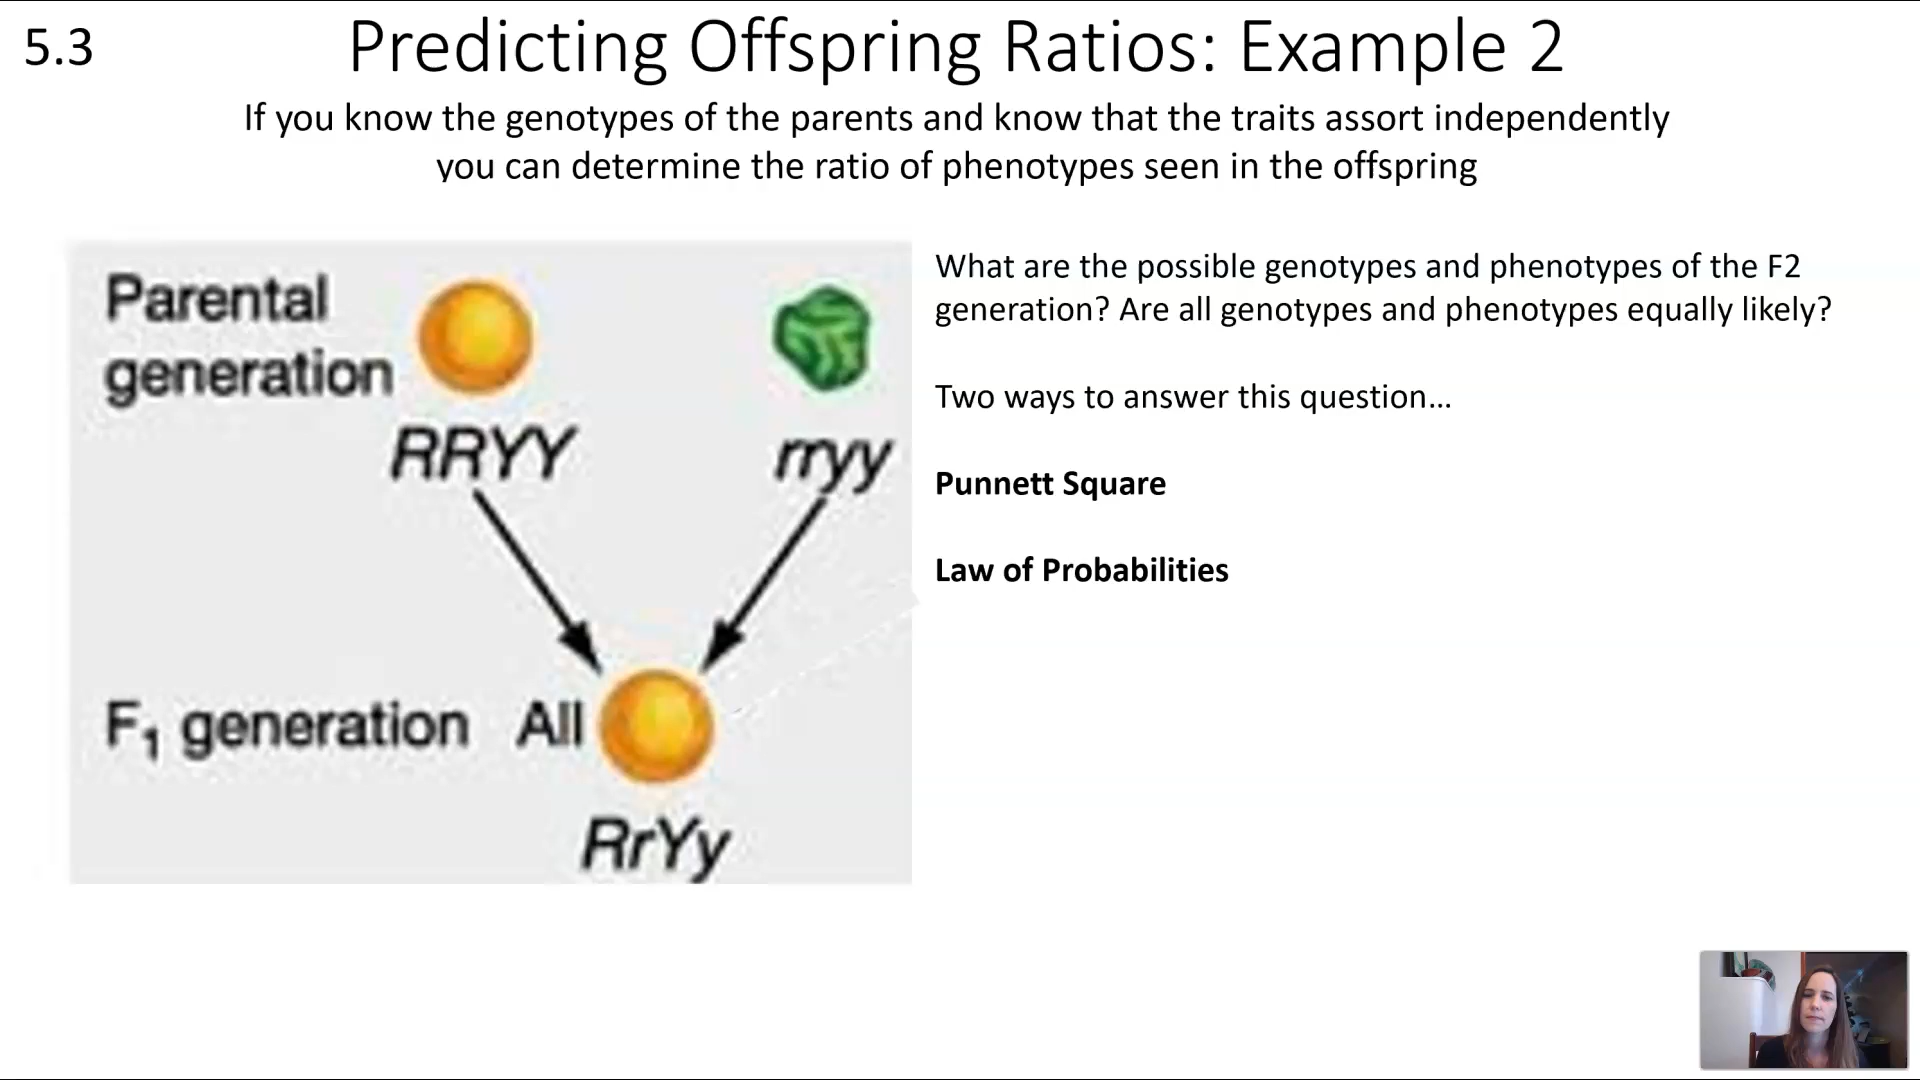 5.3
Predicting Offspring Ratios: Example 2
If you know the genotypes of the parents and know that the traits assort independently
you can determine the ratio of phenotypes seen in the offspring
Parental
generation
RRYY
rryy
F₁ generation All
RrYy
What are the possible genotypes and phenotypes of the F2
generation? Are all genotypes and phenotypes equally likely?
Two ways to answer this question…
Punnett Square
Law of Probabilities